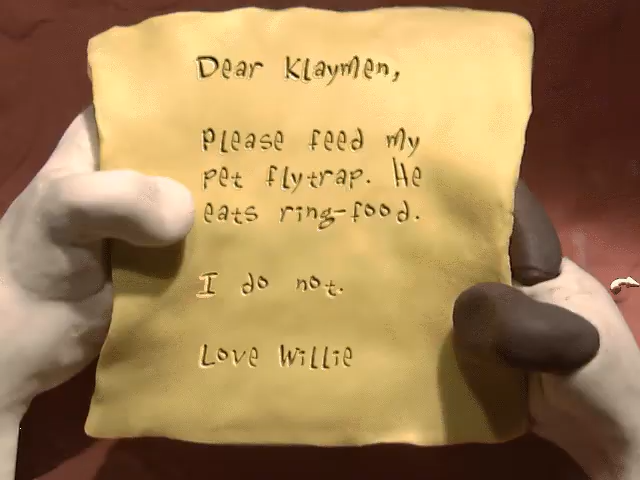 Dear Klaymen,
Please feed my
pet flytrap. He
eats ring-food.
I do not.
Love Willie